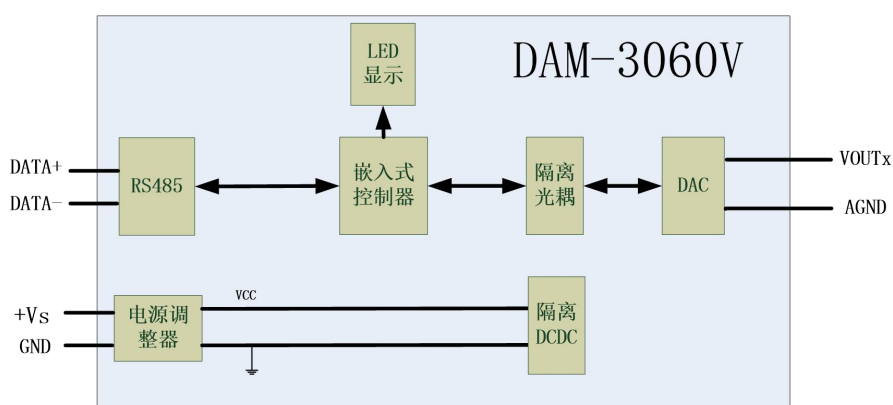 DAM-3060V
LED
显示
DATA+
DATA-
RS485
嵌入式
控制器
隔离
光耦
DAC
VOUTx
AGND
+Vs
GND
电源调
整器
VCC
隔离
DCDC